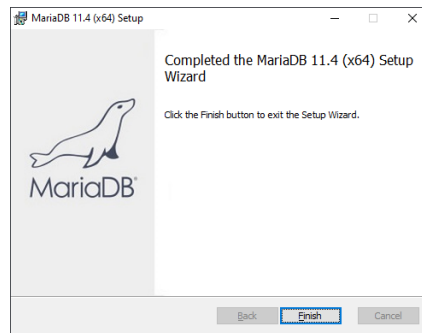 MariaDB 11.4 (x64) Setup
Completed the MariaDB 11.4 (x64) Setup
Wizard
Click the Finish button to exit the Setup Wizard.
MariaDB
Back
Finish
Cancel